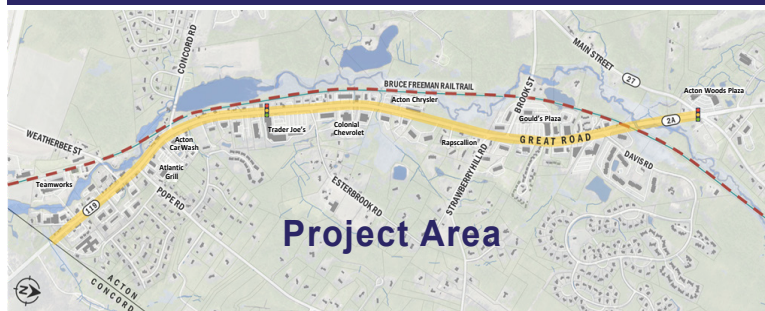 CONCORD RD
MAIN STREET
27
BRUCE FREEMAN RAIL TRAIL
BROOK ST
Acton Woods Plaza
Acton Chrysler
Gould's Plaza
2A
WEATHERBEE ST
Trader Joe's
Colonial
Chevrolet
GREAT ROAD
Acton
Car Wash
Rapscallion
DAVIS RD
Atlantic
Grill
Teamworks
ESTERBROOK RD
STRAWBERRY HILL RD
POPE RD
119
Project Area
ACTON
CONCORD
N